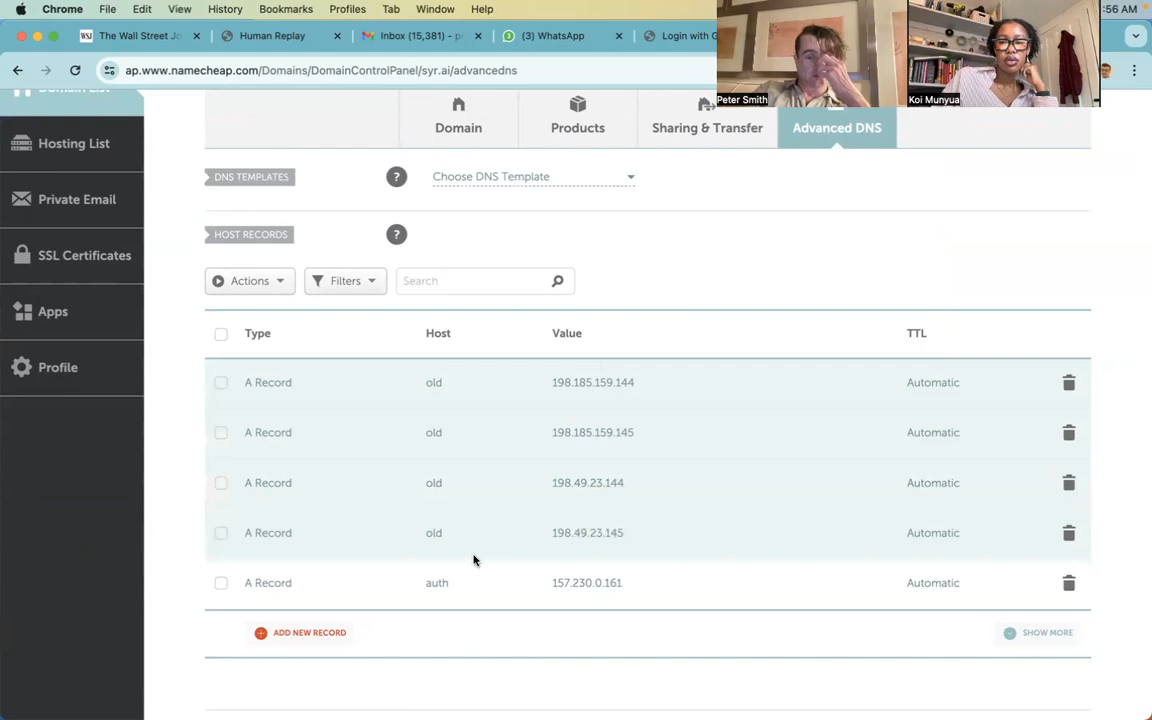 Chrome File Edit View History Bookmarks Profiles Tab Window Help
:56 AM
WSJ The Wall Street Jo
Human Replay
Inbox (15,381) - p
3 (3) WhatsApp
Login with G
ap.www.namecheap.com/Domains/DomainControlPanel/syr.ai/advancedns
Peter Smith
Koi Munyua
Domain List
Hosting List
Private Email
SSL Certificates
Apps
Profile
Domain
Products
Sharing & Transfer
Advanced DNS
DNS TEMPLATES ? Choose DNS Template
HOST RECORDS ?
Actions Filters Search
Type Host Value TTL
A Record old 198.185.159.144 Automatic
A Record old 198.185.159.145 Automatic
A Record old 198.49.23.144 Automatic
A Record old 198.49.23.145 Automatic
A Record auth 157.230.0.161 Automatic
ADD NEW RECORD SHOW MORE